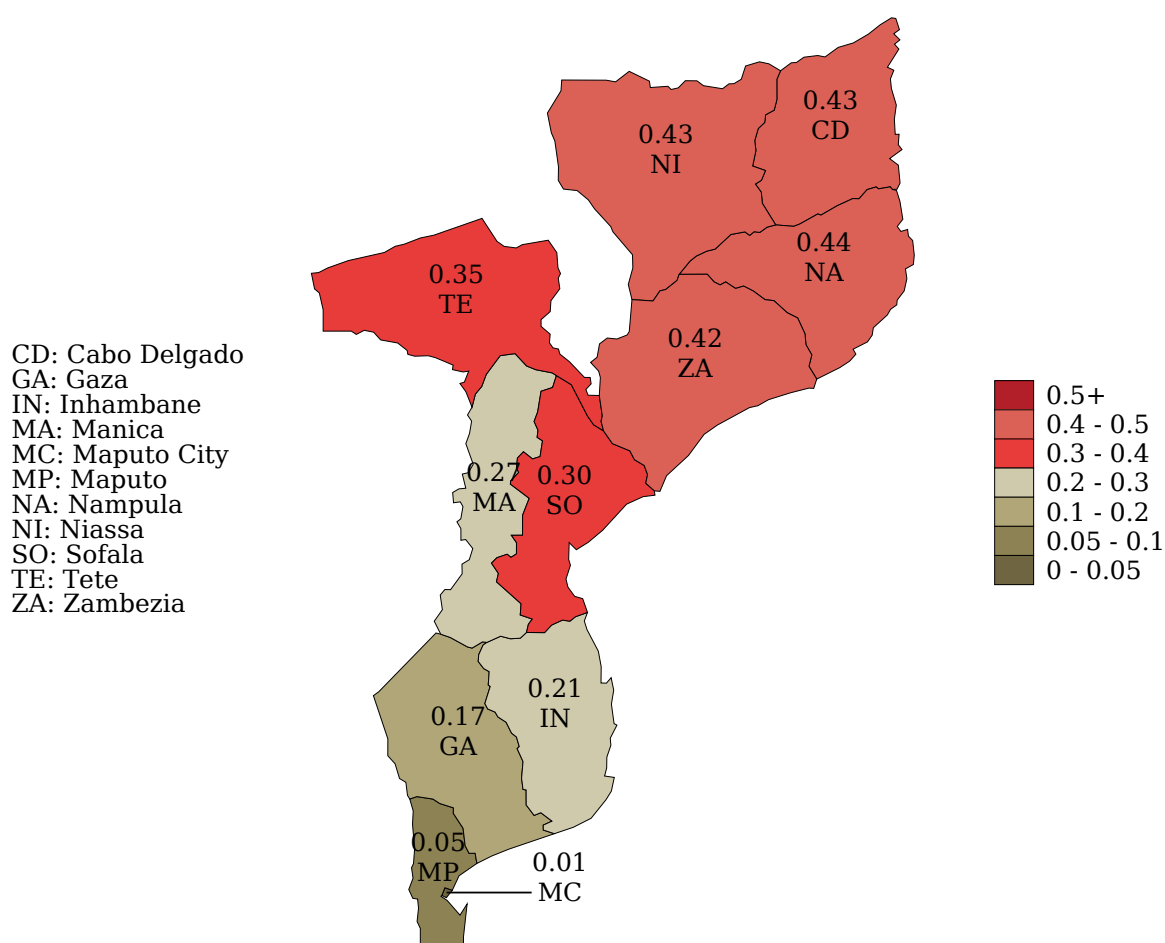 0.43
CD
0.43
NI
0.44
NA
0.35
TE
0.42
ZA
CD: Cabo Delgado
GA: Gaza
IN: Inhambane
MA: Manica
MC: Maputo City
MP: Maputo
NA: Nampula
NI: Niassa
SO: Sofala
TE: Tete
ZA: Zambezia
0.5+
0.4 - 0.5
0.3 - 0.4
0.2 - 0.3
0.1 - 0.2
0.05 - 0.1
0 - 0.05
0.27
MA
0.30
SO
0.21
IN
0.17
GA
0.05
MP
0.01
MC